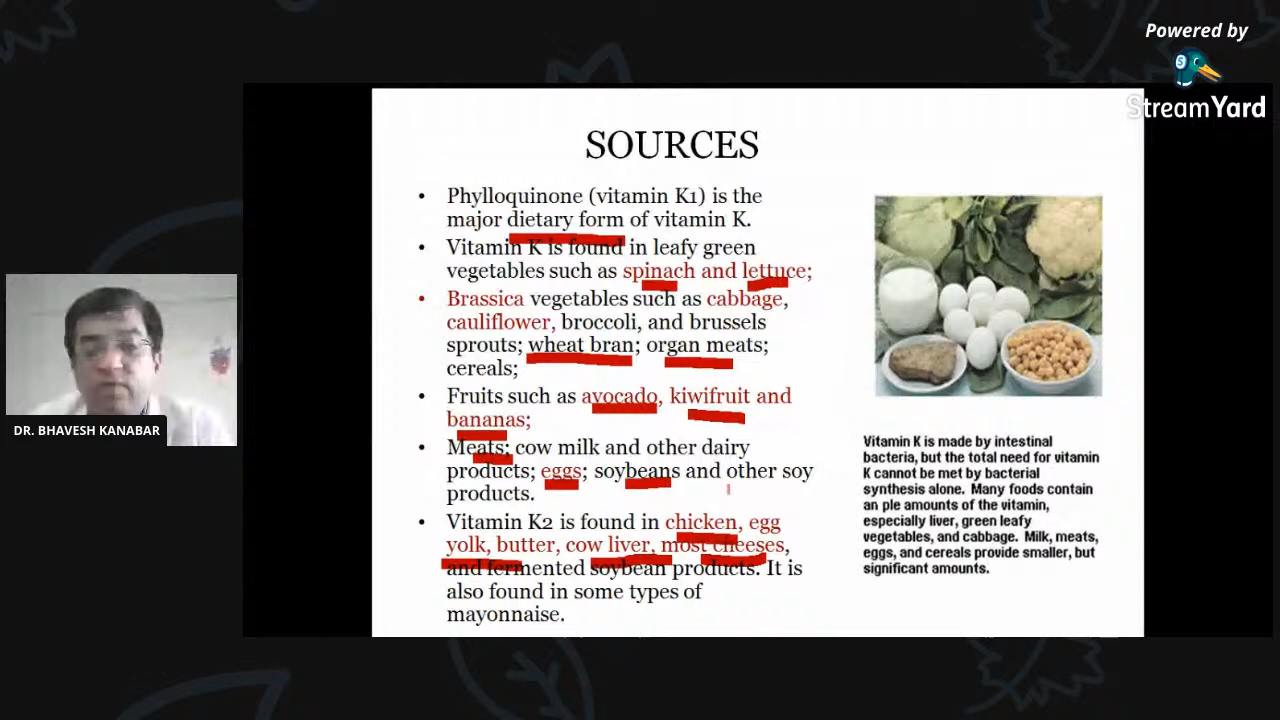 Powered by
StreamYard
SOURCES
• Phylloquinone (vitamin K1) is the
major dietary form of vitamin K.
• Vitamin K is found in leafy green
vegetables such as spinach and lettuce;
• Brassica vegetables such as cabbage,
cauliflower, broccoli, and brussels
sprouts; wheat bran; organ meats;
cereals;
• Fruits such as avocado, kiwifruit and
bananas;
• Meats; cow milk and other dairy
products; eggs; soybeans and other soy
products.
• Vitamin K2 is found in chicken, egg
yolk, butter, cow liver, most cheeses,
and fermented soybean products. It is
also found in some types of
mayonnaise.
Vitamin K is made by intestinal
bacteria, but the total need for vitamin
K cannot be met by bacterial
synthesis alone. Many foods contain
an ple amounts of the vitamin,
especially liver, green leafy
vegetables, and cabbage. Milk, meats,
eggs, and cereals provide smaller, but
significant amounts.
DR. BHAVESH KANABAR